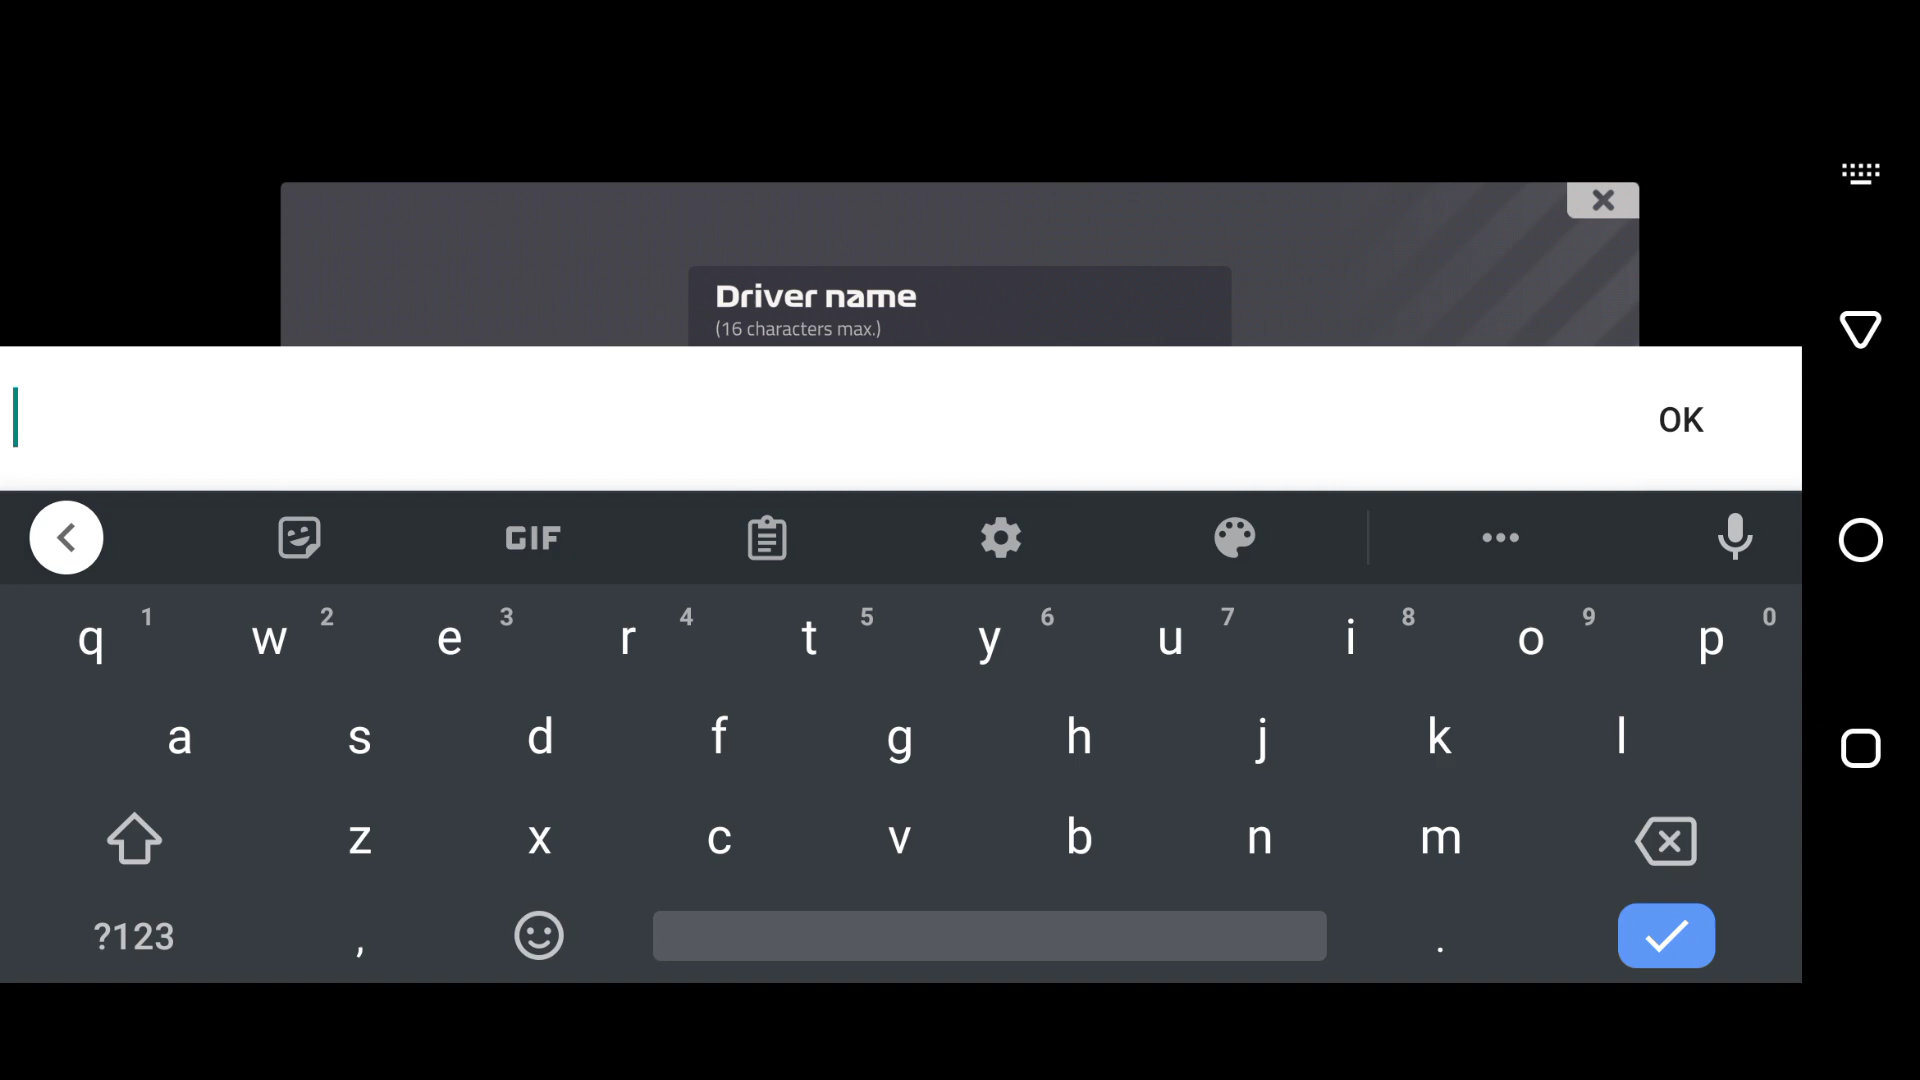 Driver name
(16 characters max.)
OK
GIF
q 1 w 2 e 3 r 4 t 5 y 6 u 7 i 8 o 9 p 0
a s d f g h j k l
z x c v b n m
?123 , .